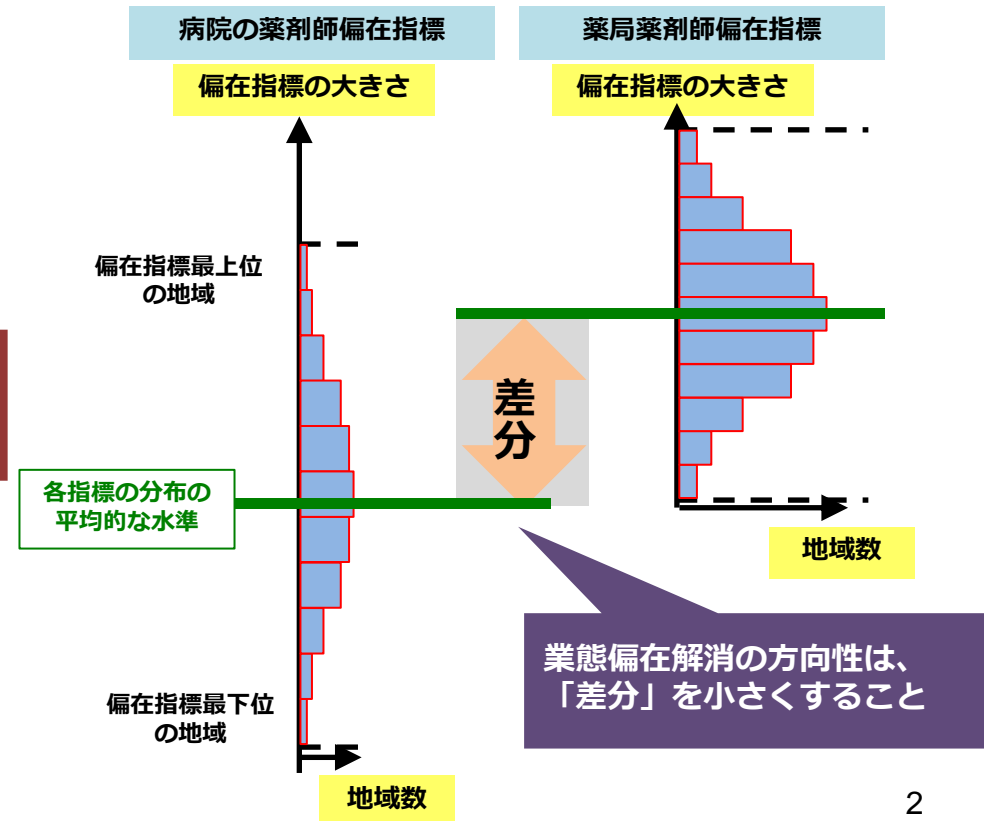 病院の薬剤師偏在指標
薬局薬剤師偏在指標
偏在指標の大きさ
偏在指標の大きさ
偏在指標最上位
の地域
差
分
各指標の分布の
平均的な水準
地域数
業態偏在解消の方向性は、
「差分」を小さくすること
偏在指標最下位
の地域
地域数
2